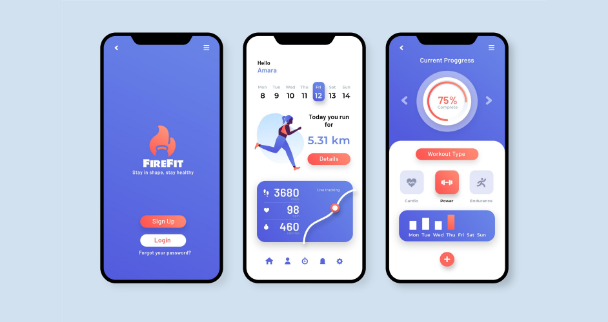 FIREFIT
Stay in shape, stay healthy
Sign Up
Login
Forgot your password?
Hello
Amara
Mon Tue Wed Thu Fri Sat Sun
8 9 10 11 12 13 14
Today you run
for
5.31 km
Details
3680
Live tracking
98
460
Current Proggress
75%
Complete
Workout Type
Cardio
Power
Endurance
Mon Tue Wed Thu Fri Sat Sun